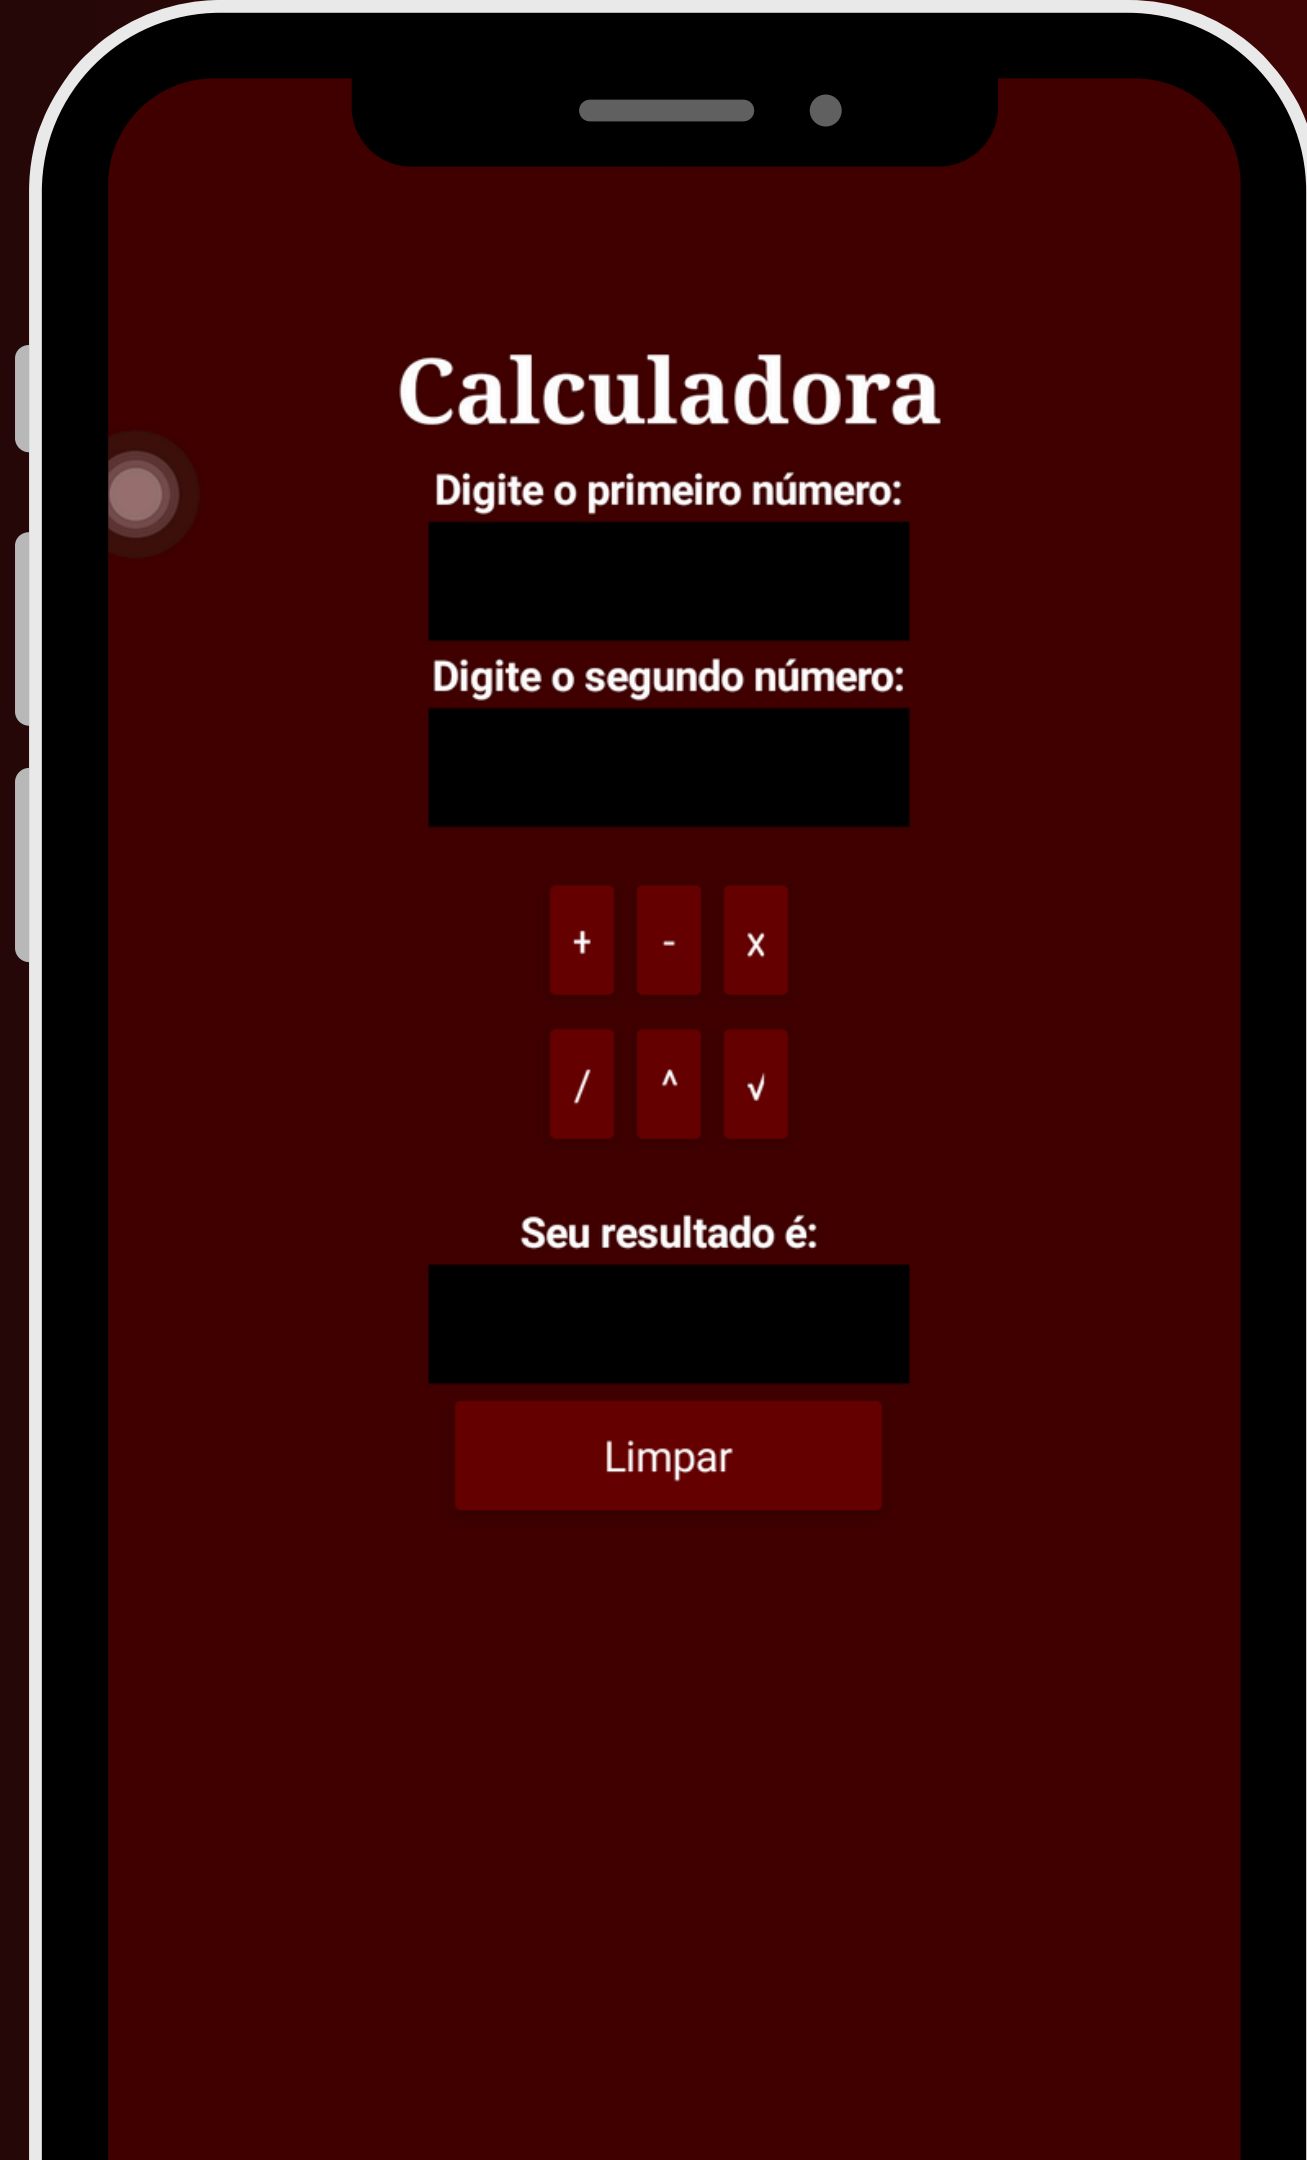 Calculadora
Digite o primeiro número:
Digite o segundo número:
+ - x
/ ^ √
Seu resultado é:
Limpar